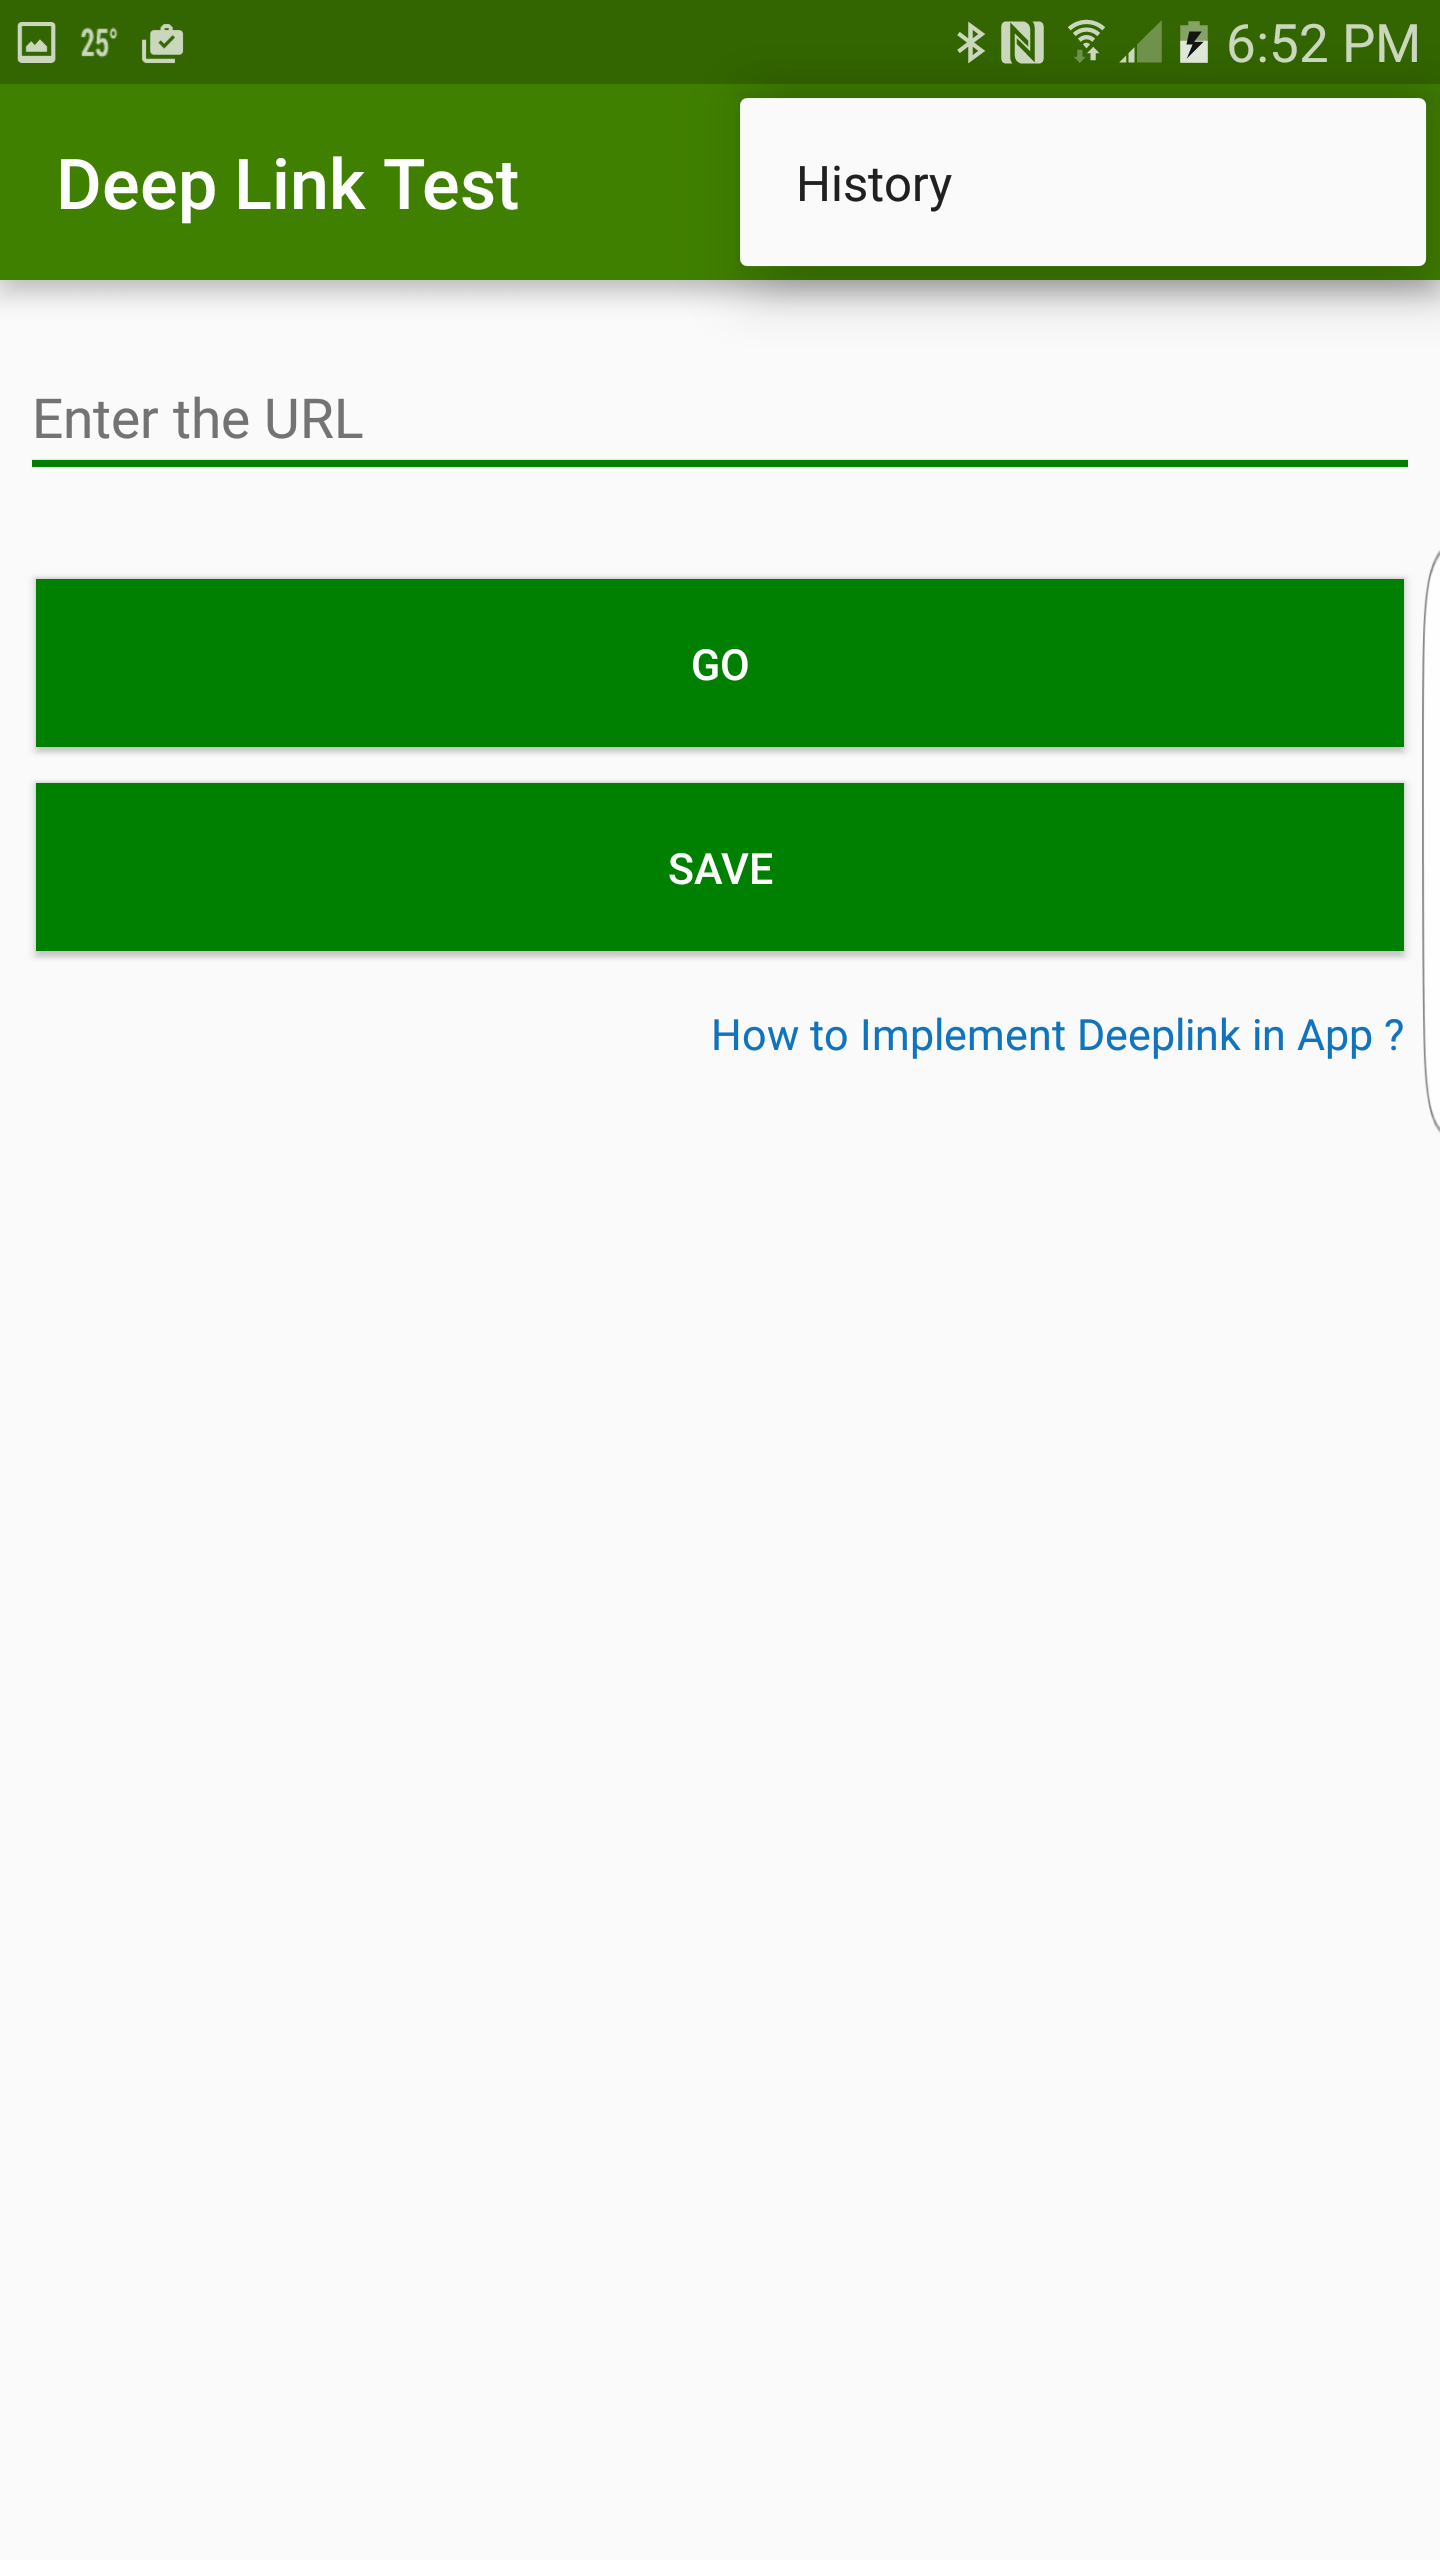 25° 6:52 PM
Deep Link Test
History
Enter the URL
GO
SAVE
How to Implement Deeplink in App ?